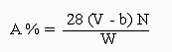 A % = 28 (V - b) N
W